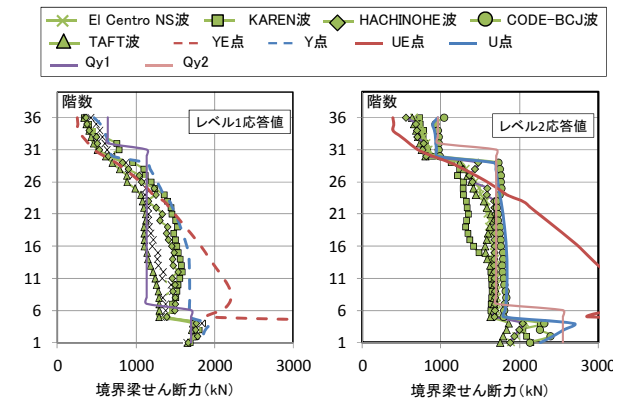 El Centro NS波 KAREN波 HACHINOHE波 CODE-BCJ波
TAFT波 YE点 Y点 UE点 U点
Qy1 Qy2
階数
レベル1応答値
36
31
26
21
16
11
6
1
0 1000 2000 3000
境界梁せん断力(kN)
階数
レベル2応答値
36
31
26
21
16
11
6
1
0 1000 2000 3000
境界梁せん断力(kN)